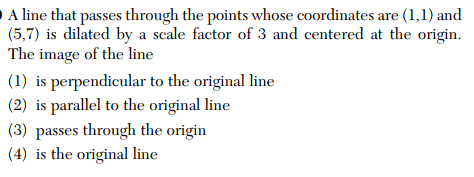 A line that passes through the points whose coordinates are (1,1) and
(5,7) is dilated by a scale factor of 3 and centered at the origin.
The image of the line
(1) is perpendicular to the original line
(2) is parallel to the original line
(3) passes through the origin
(4) is the original line